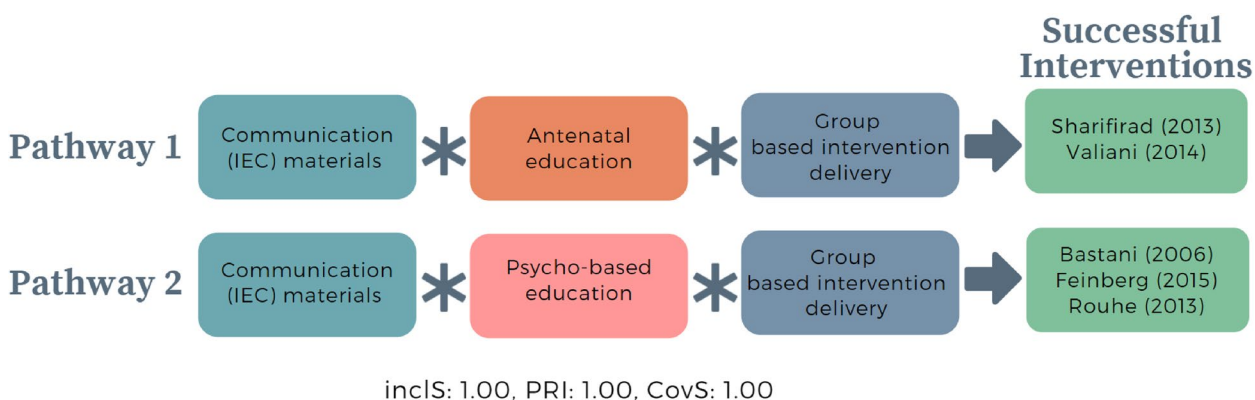 Successful
Interventions
Pathway 1
Communication
(IEC) materials
*
Antenatal
education
*
Group
based intervention
delivery
Sharifirad (2013)
Valiani (2014)
Pathway 2
Communication
(IEC) materials
*
Psycho-based
education
*
Group
based intervention
delivery
Bastani (2006)
Feinberg (2015)
Rouhe (2013)
inclS: 1.00, PRI: 1.00, CovS: 1.00